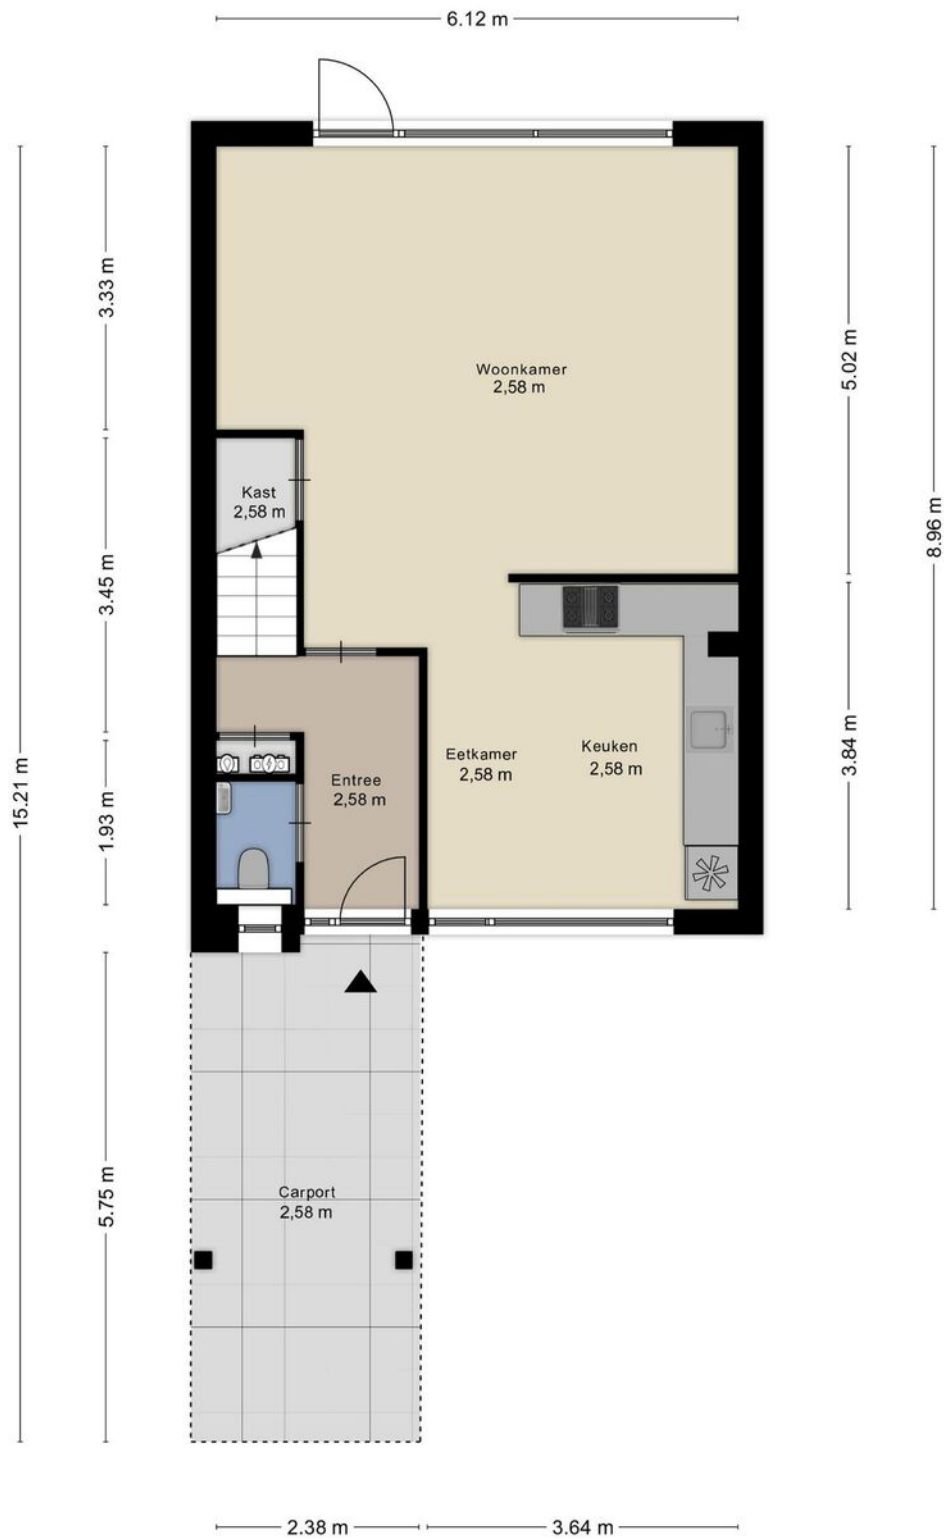 6.12 m
3.33 m
5.02 m
Woonkamer
2,58 m
Kast
2,58 m
8.96 m
3.45 m
3.84 m
Eetkamer
2,58 m
Keuken
2,58 m
Entree
2,58 m
15.21 m
1.93 m
5.75 m
Carport
2,58 m
2.38 m
3.64 m